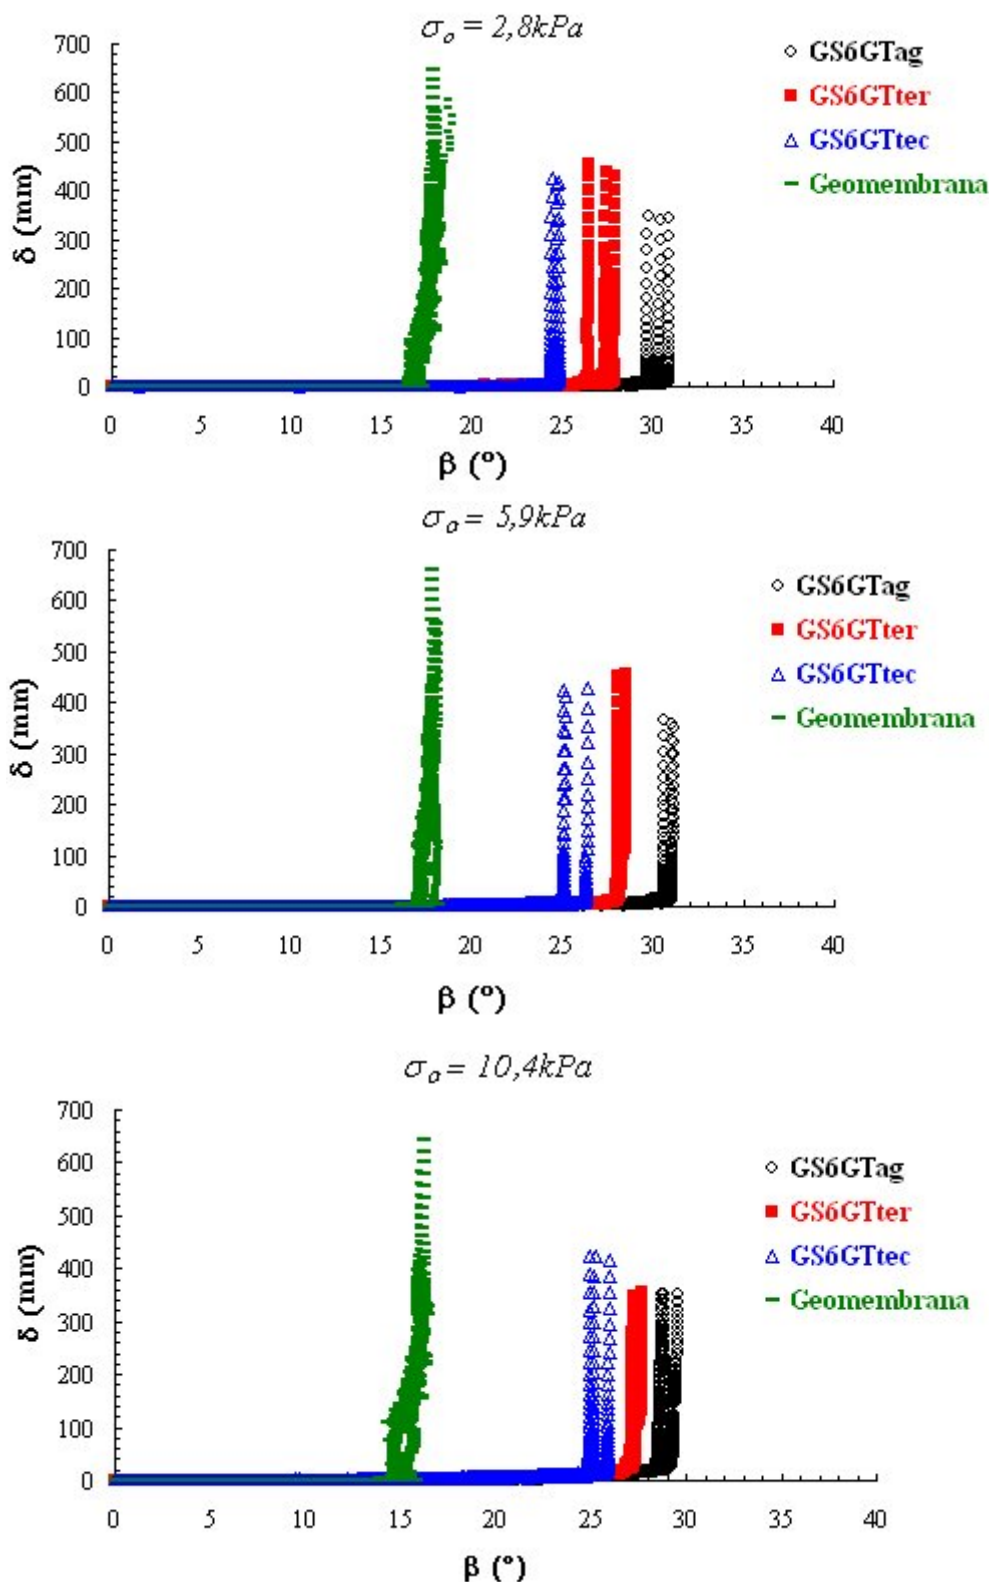 σo = 2,8kPa
700
600
500
400
300
200
100
0
δ (mm)
0 5 10 15 20 25 30 35 40
β (°)
GS6GTag
GS6GTter
GS6GTtec
Geomembrana
σo = 5,9kPa
700
600
500
400
300
200
100
0
δ (mm)
0 5 10 15 20 25 30 35 40
β (°)
GS6GTag
GS6GTter
GS6GTtec
Geomembrana
σo = 10,4kPa
700
600
500
400
300
200
100
0
δ (mm)
0 5 10 15 20 25 30 35 40
β (°)
GS6GTag
GS6GTter
GS6GTtec
Geomembrana